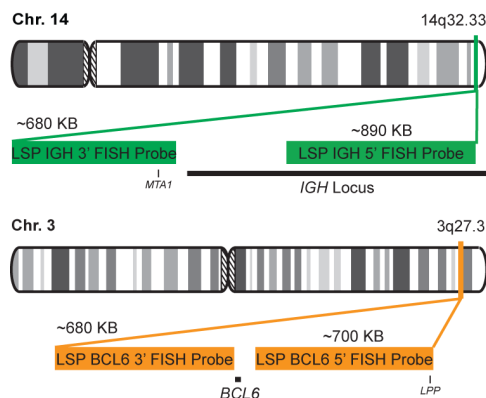 Chr. 14
14q32.33
~680 KB
~890 KB
LSP IGH 3’ FISH Probe
LSP IGH 5’ FISH Probe
MTA1
IGH Locus
Chr. 3
3q27.3
~680 KB
~700 KB
LSP BCL6 3’ FISH Probe
LSP BCL6 5’ FISH Probe
BCL6
LPP